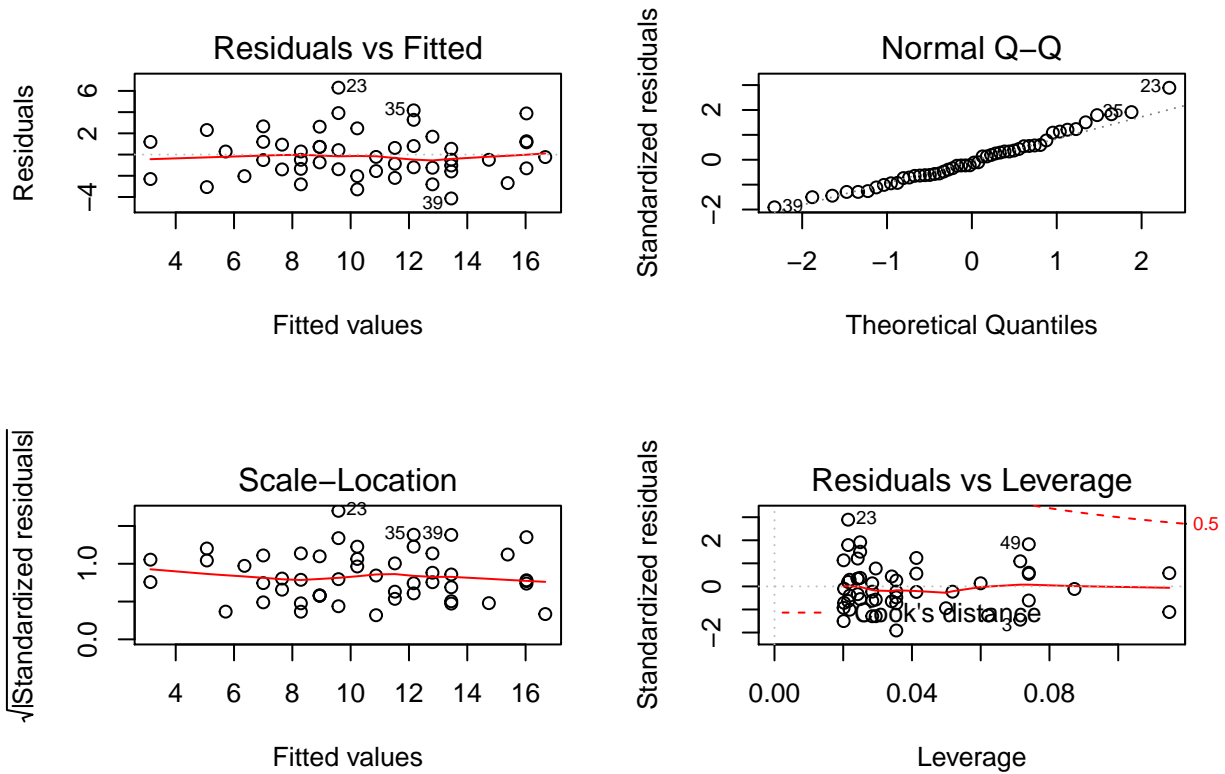 Residuals vs Fitted
Residuals
6
2
−4
23
35
39
4 6 8 10 12 14 16
Fitted values
Normal Q−Q
Standardized residuals
2
0
−2
23
35
39
−2 −1 0 1 2
Theoretical Quantiles
Scale−Location
√|Standardized residuals|
1.0
0.0
23
35
39
4 6 8 10 12 14 16
Fitted values
Residuals vs Leverage
Standardized residuals
2
0
−2
23
49
0.5
Cook's distance
3
0.00 0.04 0.08
Leverage